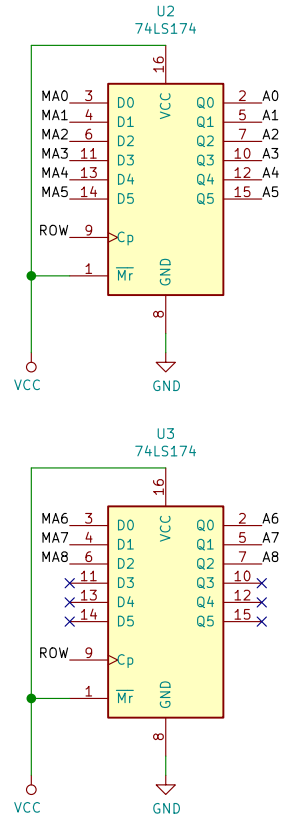 U2
74LS174
16
VCC
MA0 3 D0 Q0 2 A0
MA1 4 D1 Q1 5 A1
MA2 6 D2 Q2 7 A2
MA3 11 D3 Q3 10 A3
MA4 13 D4 Q4 12 A4
MA5 14 D5 Q5 15 A5
ROW 9 Cp
1 Mr
GND
8
VCC GND
U3
74LS174
16
VCC
MA6 3 D0 Q0 2 A6
MA7 4 D1 Q1 5 A7
MA8 6 D2 Q2 7 A8
11 D3 Q3 10
13 D4 Q4 12
14 D5 Q5 15
ROW 9 Cp
1 Mr
GND
8
VCC GND